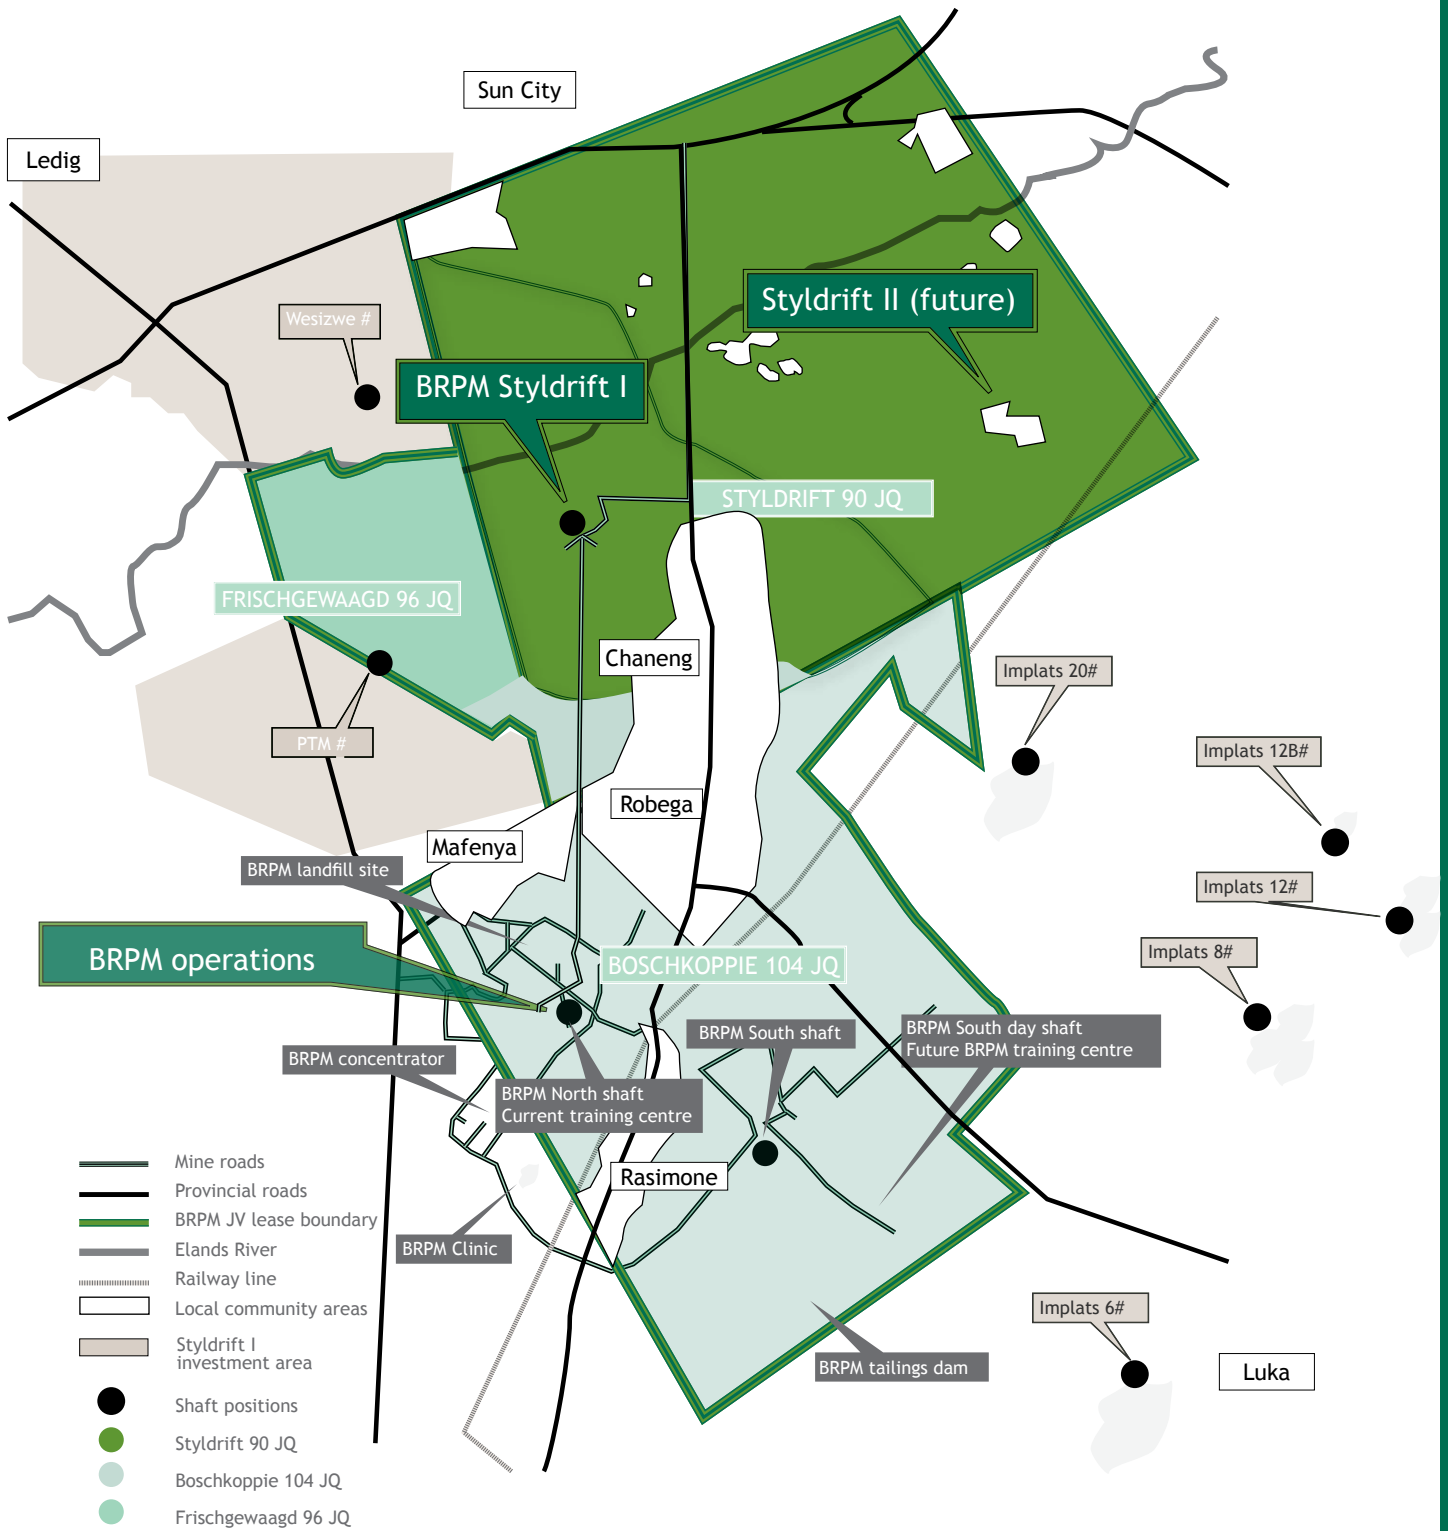 Sun City
Ledig
Wesizwe #
Styldrift II (future)
BRPM Styldrift I
STYLDRIFT 90 JQ
FRISCHGEWAAGD 96 JQ
Chaneng
Implats 20#
PTM #
Implats 12B#
Robega
Mafenya
BRPM landfill site
Implats 12#
BRPM operations
BOSCHKOPPIE 104 JQ
Implats 8#
BRPM South shaft
BRPM South day shaft
Future BRPM training centre
BRPM concentrator
BRPM North shaft
Current training centre
Rasimone
BRPM Clinic
Implats 6#
BRPM tailings dam
Luka
Mine roads
Provincial roads
BRPM JV lease boundary
Elands River
Railway line
Local community areas
Styldrift I
investment area
Shaft positions
Styldrift 90 JQ
Boschkoppie 104 JQ
Frischgewaagd 96 JQ